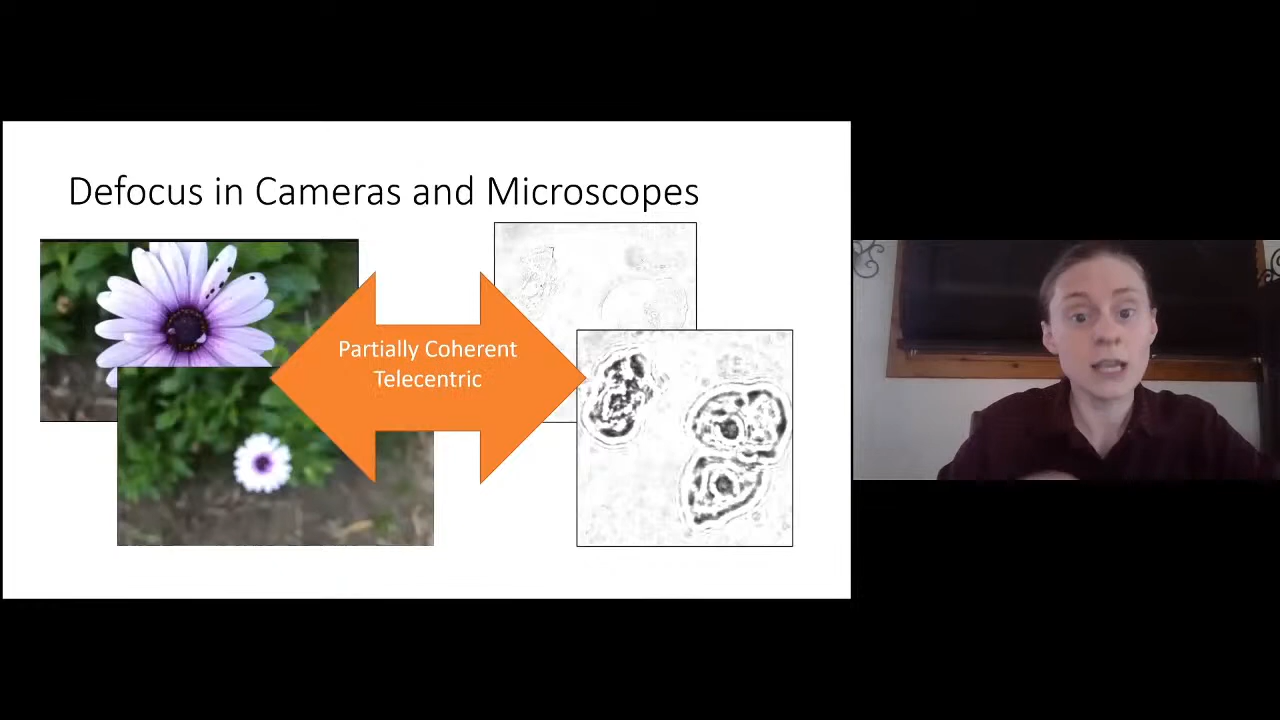 Defocus in Cameras and Microscopes
Partially Coherent
Telecentric